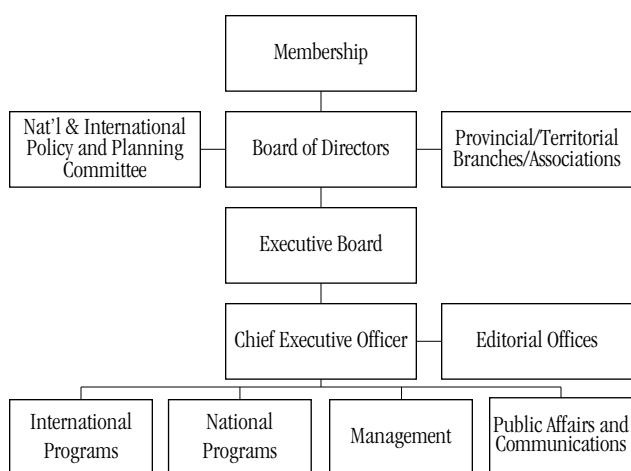 Membership
Nat'l & International
Policy and Planning
Committee
Board of Directors
Provincial/Territorial
Branches/Associations
Executive Board
Chief Executive Officer
Editorial Offices
International
Programs
National
Programs
Management
Public Affairs and
Communications